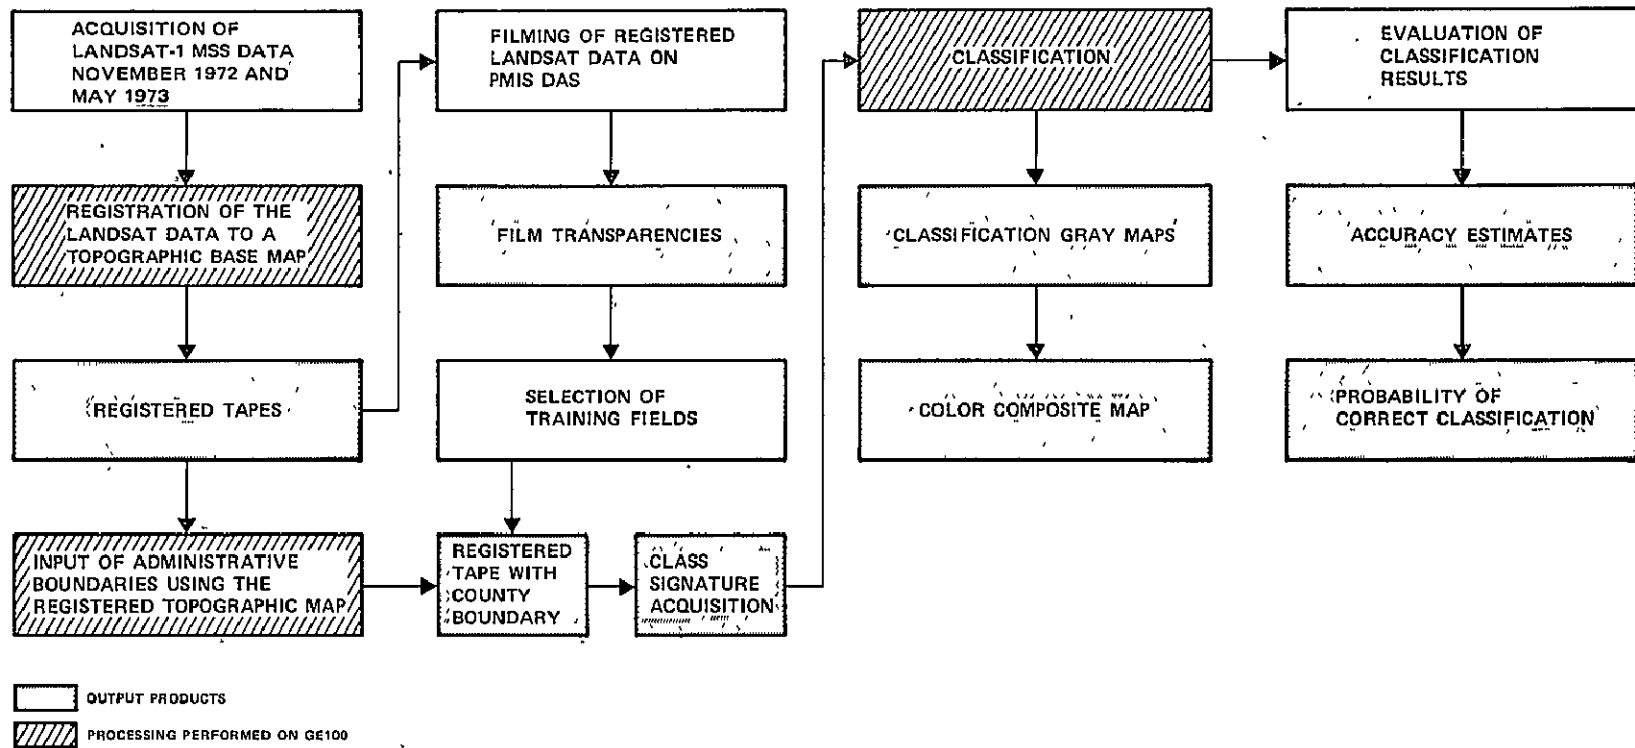 ACQUISITION OF
LANDSAT-1 MSS DATA
NOVEMBER 1972 AND
MAY 1973
REGISTRATION OF THE
LANDSAT DATA TO A
TOPOGRAPHIC BASE MAP
REGISTERED TAPES
INPUT OF ADMINISTRATIVE
BOUNDARIES USING THE
REGISTERED TOPOGRAPHIC MAP
FILMING OF REGISTERED
LANDSAT DATA ON
PMIS DAS
FILM TRANSPARENCIES
SELECTION OF
TRAINING FIELDS
REGISTERED
TAPE WITH
COUNTY
BOUNDARY
CLASS
SIGNATURE
ACQUISITION
CLASSIFICATION
CLASSIFICATION GRAY MAPS
COLOR COMPOSITE MAP
EVALUATION OF
CLASSIFICATION
RESULTS
ACCURACY ESTIMATES
PROBABILITY OF
CORRECT CLASSIFICATION
OUTPUT PRODUCTS
PROCESSING PERFORMED ON GE100